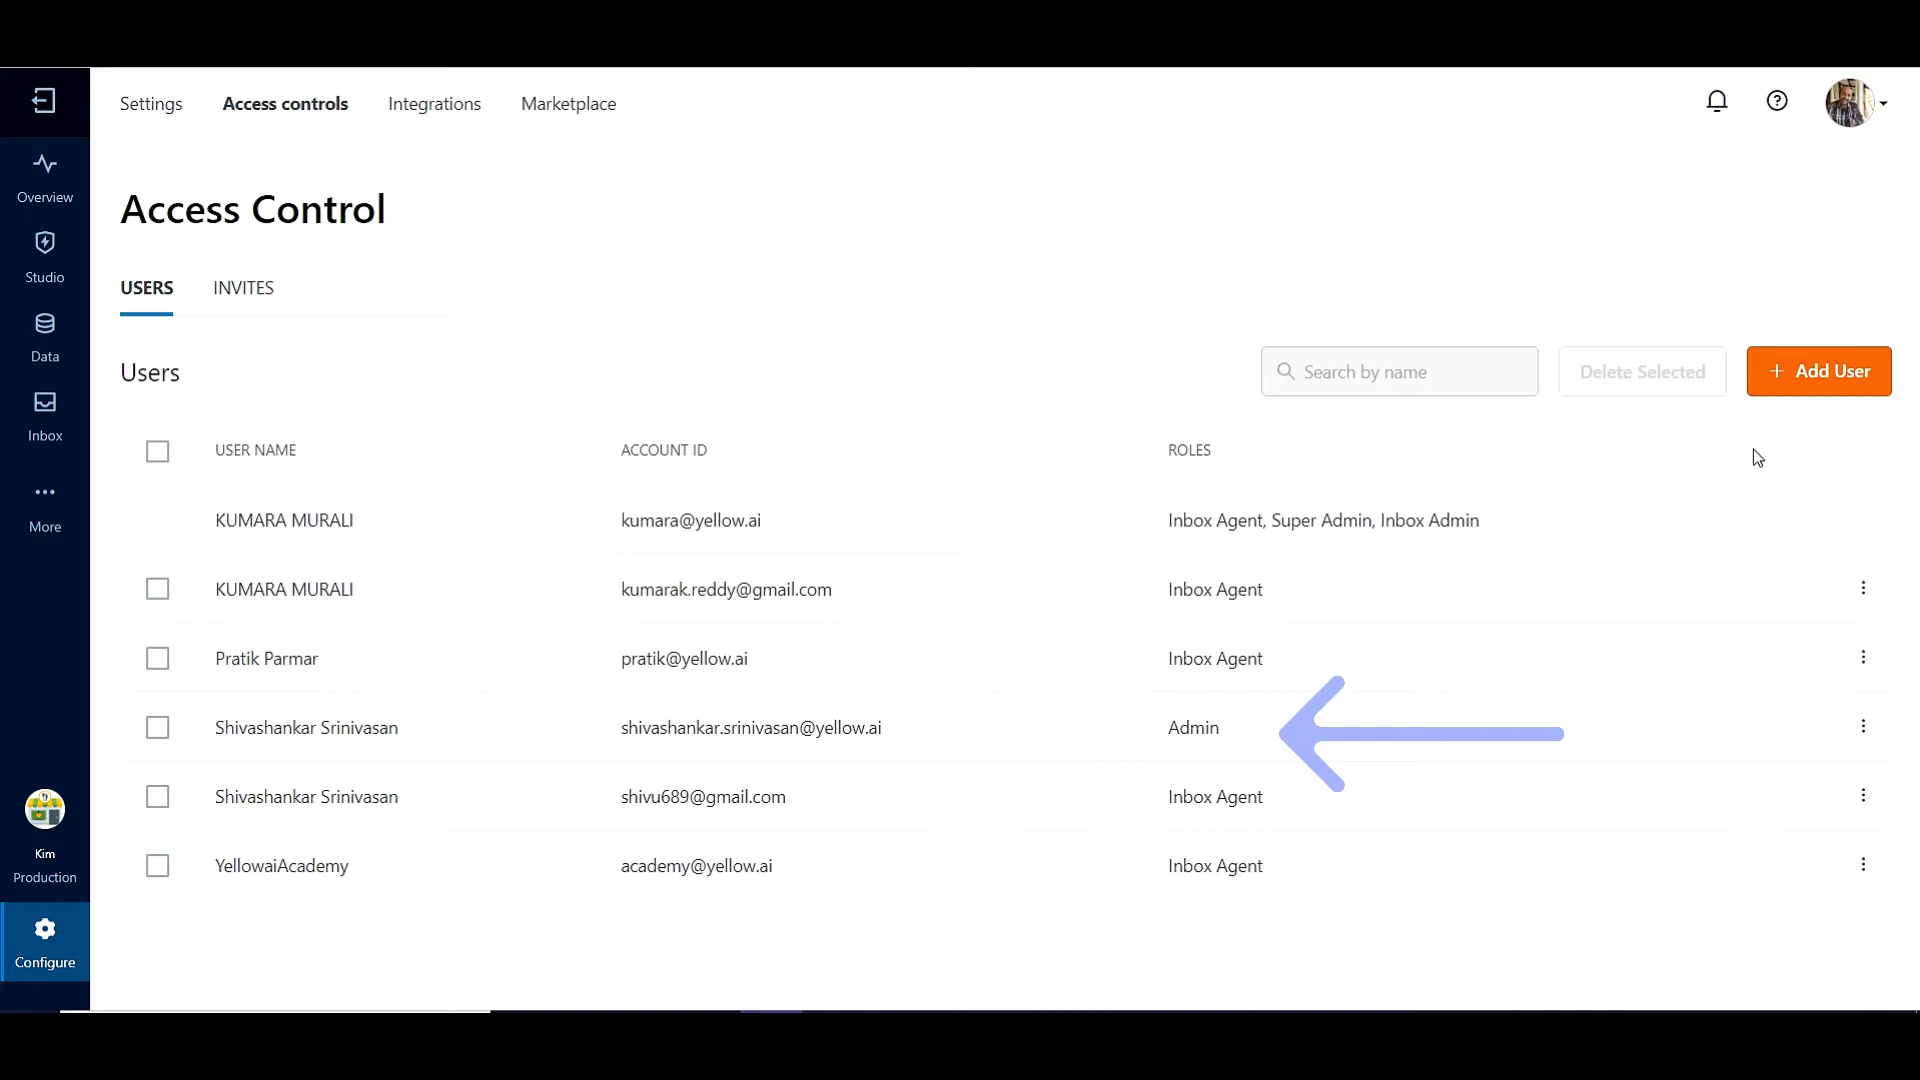 Settings Access controls Integrations Marketplace
Overview
Studio
Data
Inbox
More
Kim
Production
Configure
Access Control
USERS INVITES
Users Search by name Delete Selected + Add User
USER NAME ACCOUNT ID ROLES
KUMARA MURALI kumara@yellow.ai Inbox Agent, Super Admin, Inbox Admin
KUMARA MURALI kumarak.reddy@gmail.com Inbox Agent
Pratik Parmar pratik@yellow.ai Inbox Agent
Shivashankar Srinivasan shivashankar.srinivasan@yellow.ai Admin
Shivashankar Srinivasan shivu689@gmail.com Inbox Agent
YellowaiAcademy academy@yellow.ai Inbox Agent